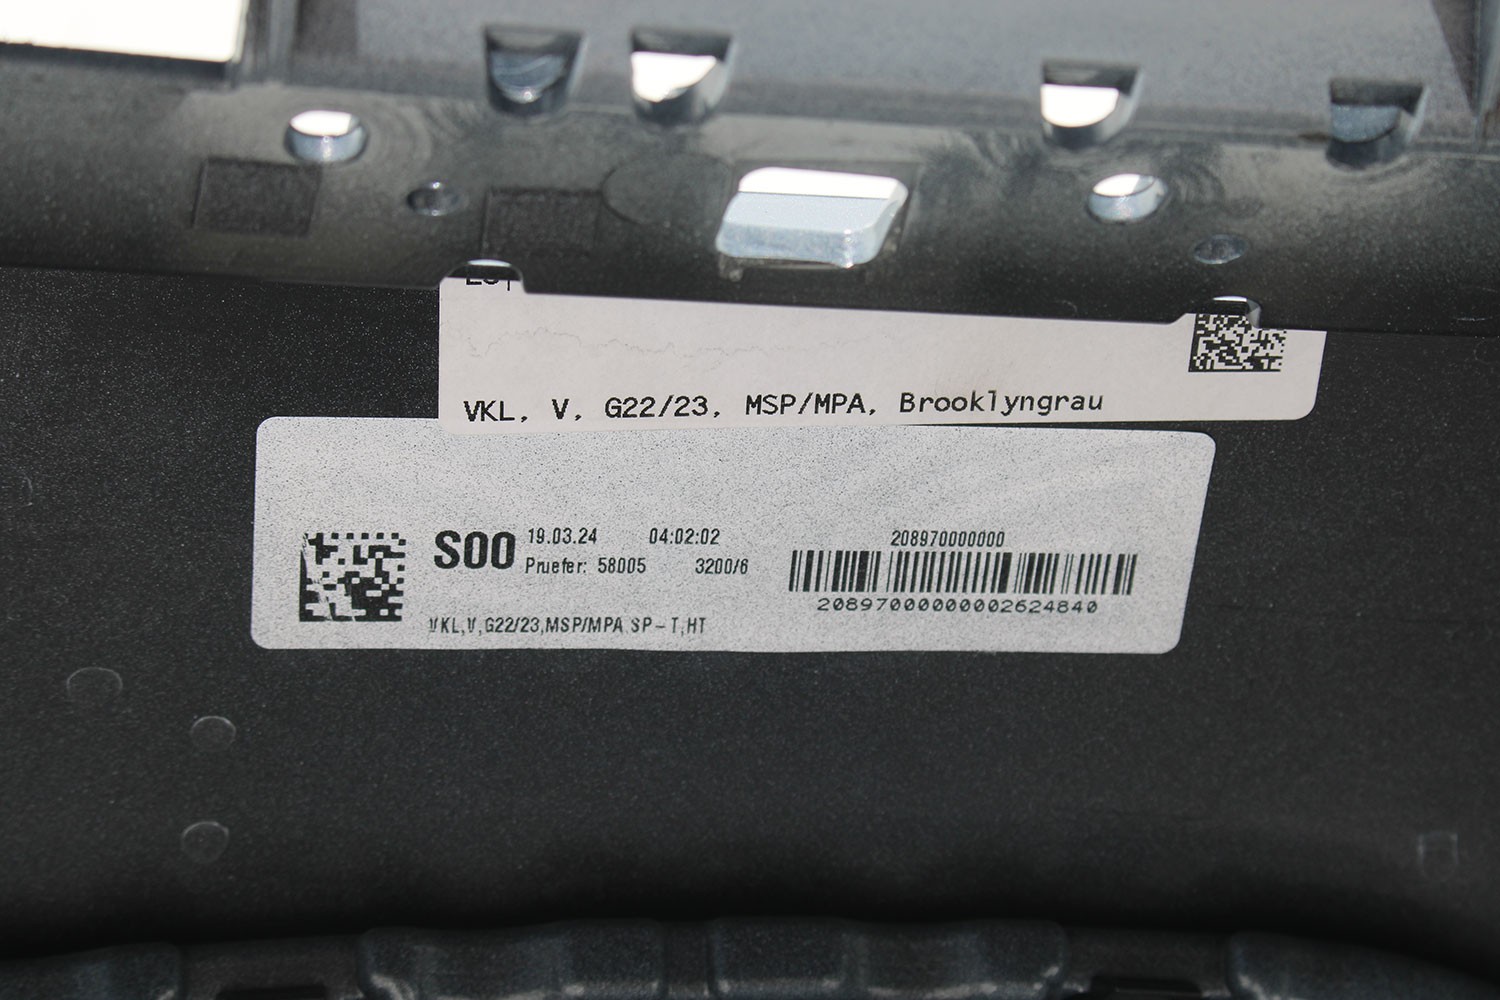 VKL, V, G22/23, MSP/MPA, Brooklyngrau
S00 19.03.24 04:02:02 208970000000
Pruefer: 58005 3200/6
20897000000002624840
VKL,V,G22/23,MSP/MPA SP-T,HT